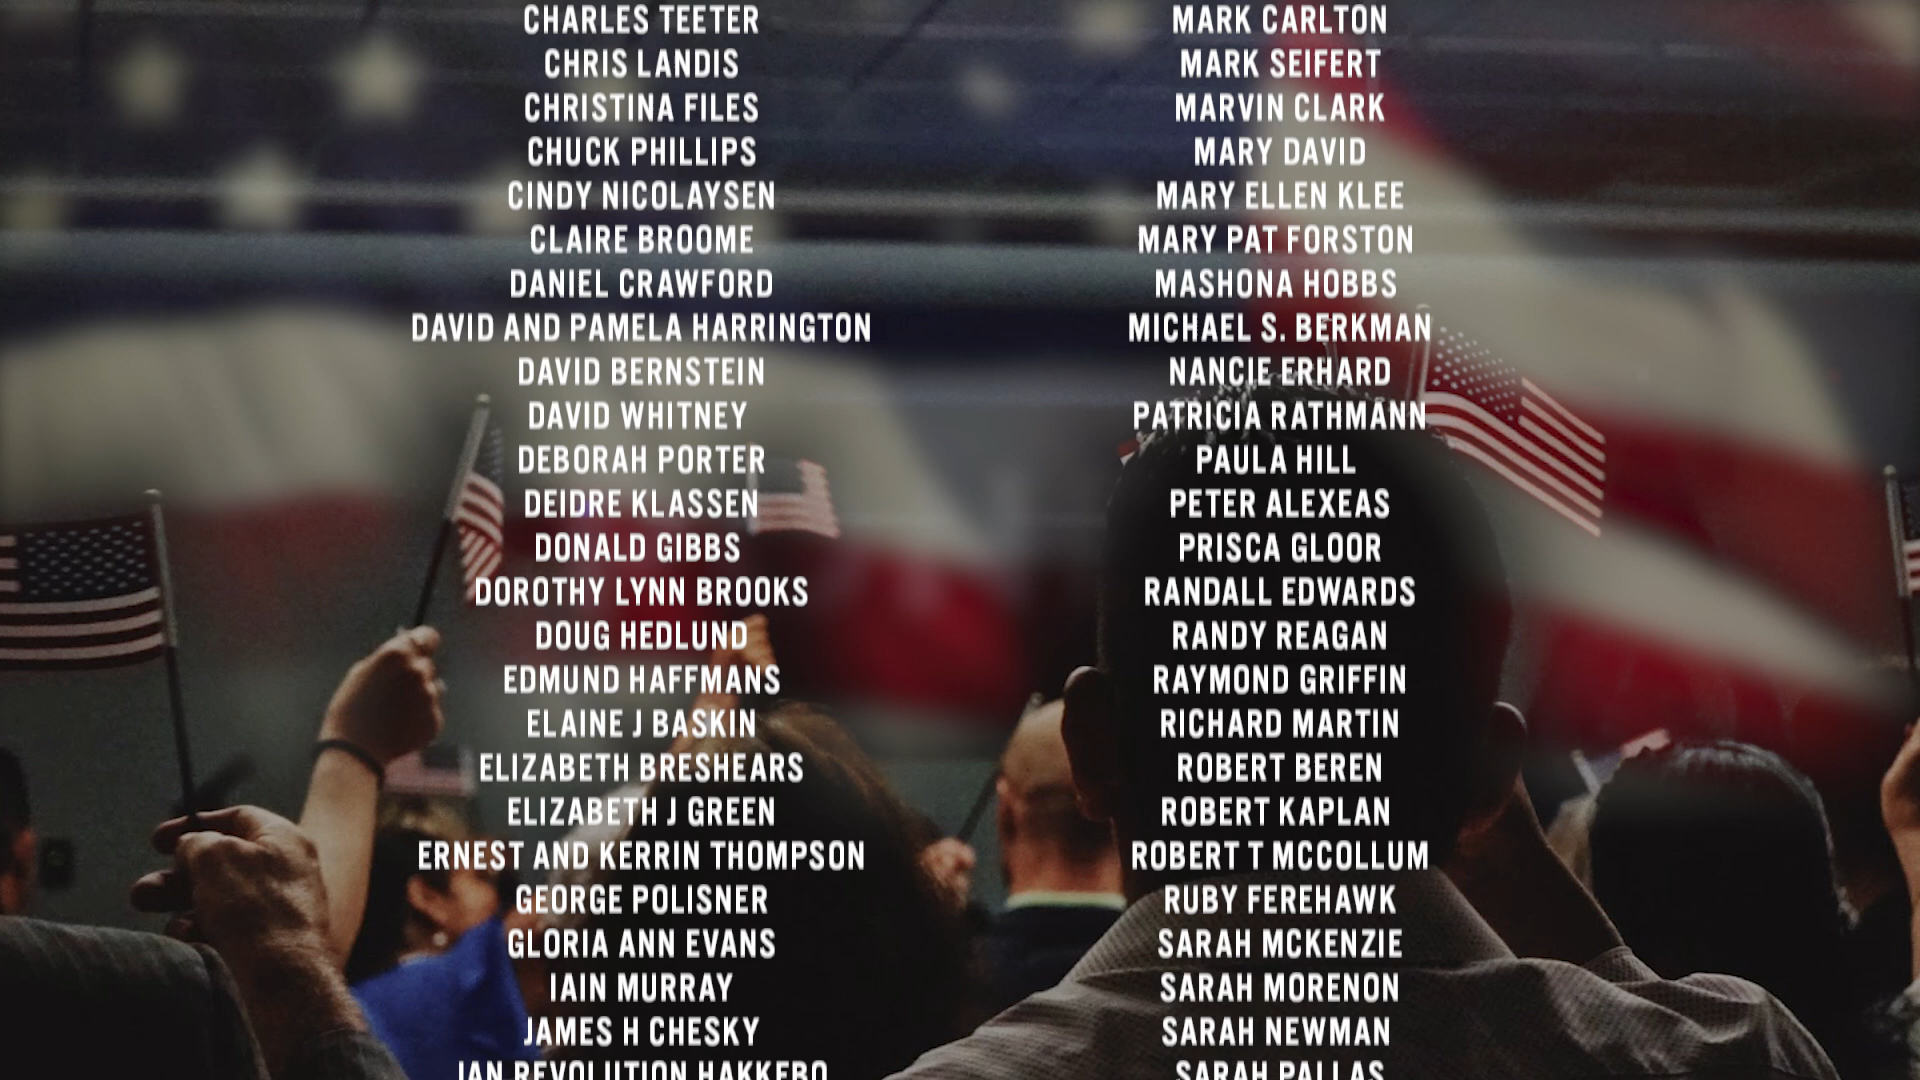 CHARLES TEETER
CHRIS LANDIS
CHRISTINA FILES
CHUCK PHILLIPS
CINDY NICOLAYSEN
CLAIRE BROOME
DANIEL CRAWFORD
DAVID AND PAMELA HARRINGTON
DAVID BERNSTEIN
DAVID WHITNEY
DEBORAH PORTER
DEIDRE KLASSEN
DONALD GIBBS
DOROTHY LYNN BROOKS
DOUG HEDLUND
EDMUND HAFFMANS
ELAINE J BASKIN
ELIZABETH BRESHEARS
ELIZABETH J GREEN
ERNEST AND KERRIN THOMPSON
GEORGE POLISNER
GLORIA ANN EVANS
IAIN MURRAY
JAMES H CHESKY
JAN REVOLUTION HAKKEBO
MARK CARLTON
MARK SEIFERT
MARVIN CLARK
MARY DAVID
MARY ELLEN KLEE
MARY PAT FORSTON
MASHONA HOBBS
MICHAEL S. BERKMAN
NANCIE ERHARD
PATRICIA RATHMANN
PAULA HILL
PETER ALEXEAS
PRISCA GLOOR
RANDALL EDWARDS
RANDY REAGAN
RAYMOND GRIFFIN
RICHARD MARTIN
ROBERT BEREN
ROBERT KAPLAN
ROBERT T MCCOLLUM
RUBY FEREHAWK
SARAH MCKENZIE
SARAH MORENON
SARAH NEWMAN
SARAH PALLAS